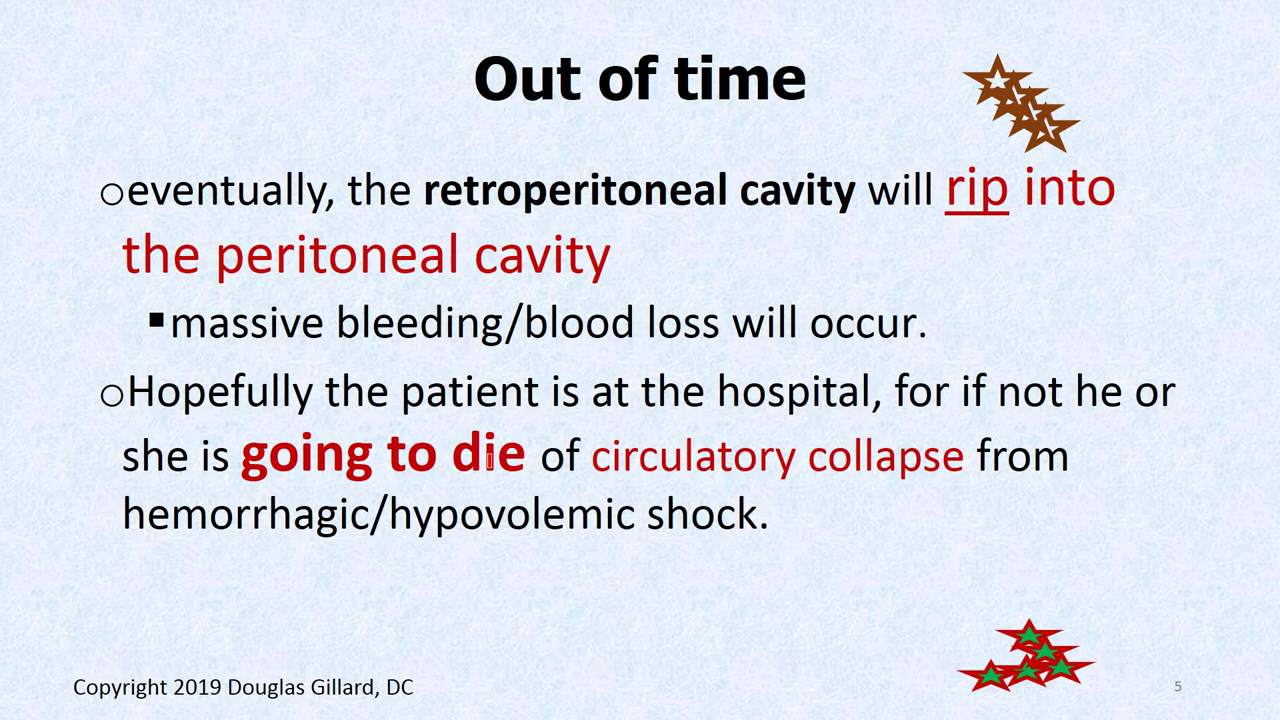 Out of time
○eventually, the retroperitoneal cavity will rip into
the peritoneal cavity
▪massive bleeding/blood loss will occur.
○Hopefully the patient is at the hospital, for if not he or
she is going to die of circulatory collapse from
hemorrhagic/hypovolemic shock.
Copyright 2019 Douglas Gillard, DC
5